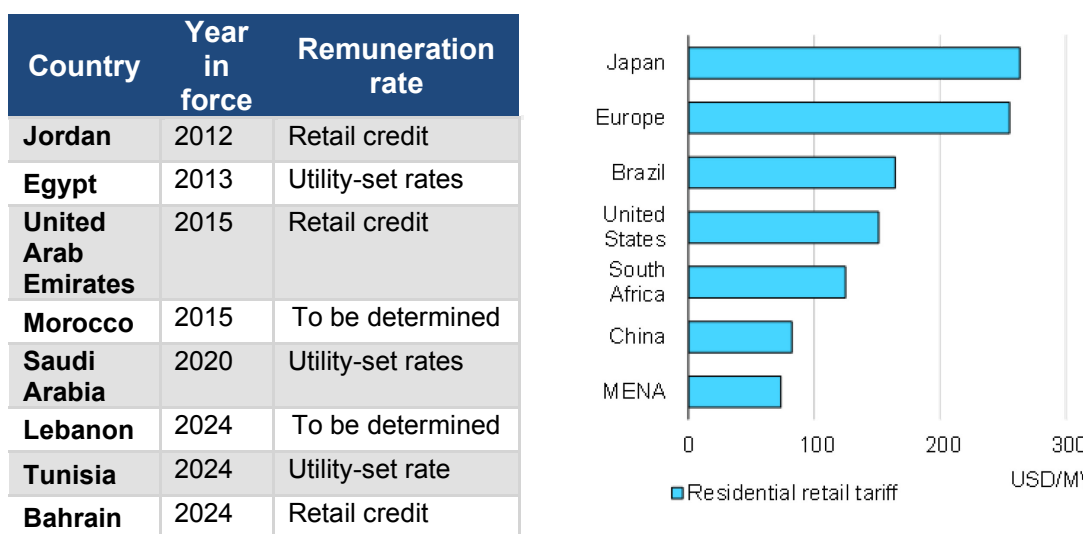 Country Year in force Remuneration rate
Jordan 2012 Retail credit
Egypt 2013 Utility-set rates
United Arab Emirates 2015 Retail credit
Morocco 2015 To be determined
Saudi Arabia 2020 Utility-set rates
Lebanon 2024 To be determined
Tunisia 2024 Utility-set rate
Bahrain 2024 Retail credit
Japan
Europe
Brazil
United
States
South
Africa
China
MENA
0 100 200 300
USD/M
Residential retail tariff